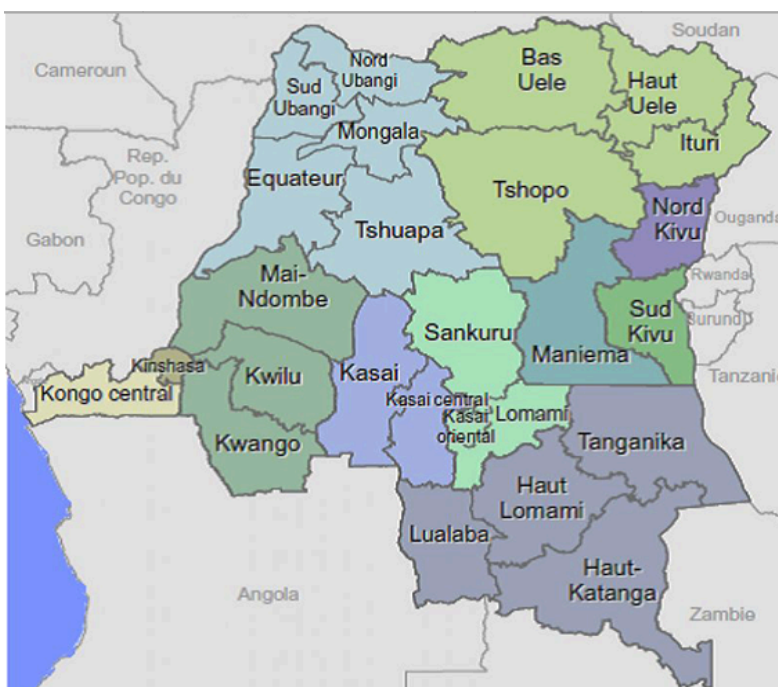 Soudan
Cameroun
Nord
Ubangi
Bas
Uele
Sud
Ubangi
Haut
Uele
Mongala
Ituri
Rep.
Pop. du
Congo
Equateur
Tshopo
Nord
Kivu
Ouganda
Gabon
Tshuapa
Mai-
Ndombe
Rwanda
Sankuru
Sud
Kivu
Burundi
Maniema
Kinshasa
Kwilu
Kasai
Tanzanie
Kongo central
Kasai central
Kasai
oriental
Lomami
Kwango
Tanganika
Haut
Lomami
Lualaba
Haut-
Katanga
Angola
Zambie